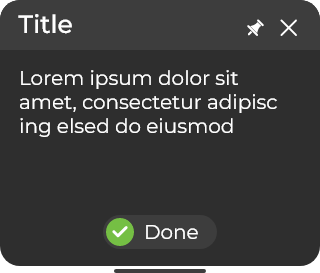 Title
Lorem ipsum dolor sit
amet, consectetur adipisc
ing elsed do eiusmod
Done